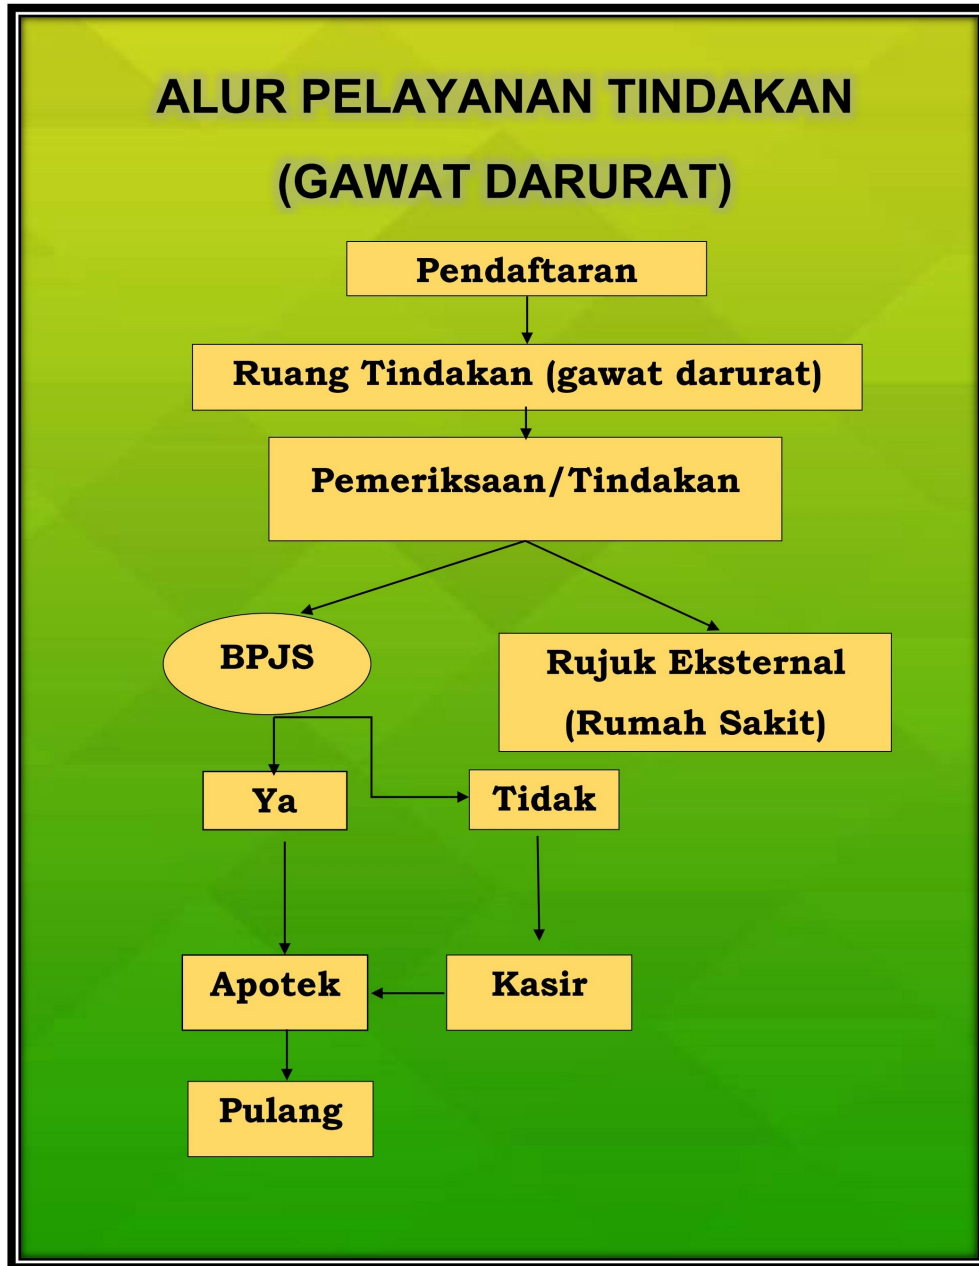 ALUR PELAYANAN TINDAKAN
(GAWAT DARURAT)
Pendaftaran
Ruang Tindakan (gawat darurat)
Pemeriksaan/Tindakan
BPJS
Rujuk Eksternal
(Rumah Sakit)
Ya
Tidak
Apotek
Kasir
Pulang